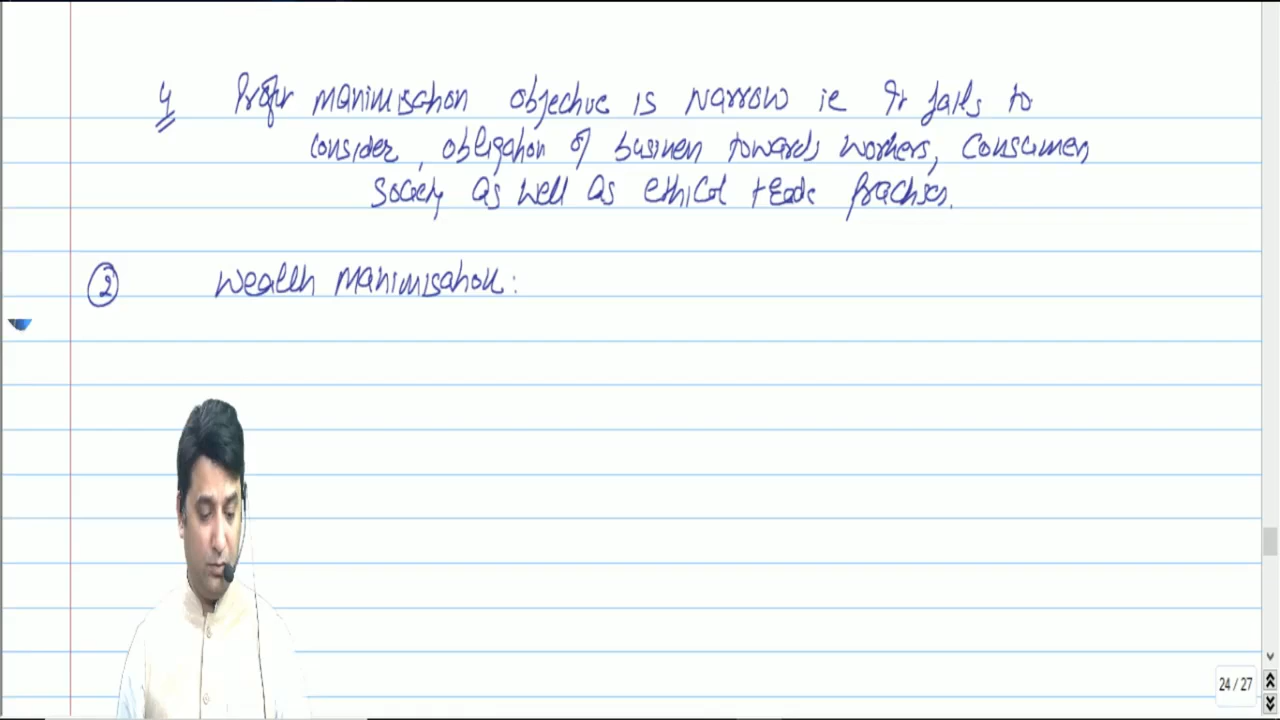 4 Profit maximisation objective is narrow ie It fails to
consider, obligation of business towards workers, consumers
society as well as ethical trade practises.
2 Wealth maximisation:
24 / 27